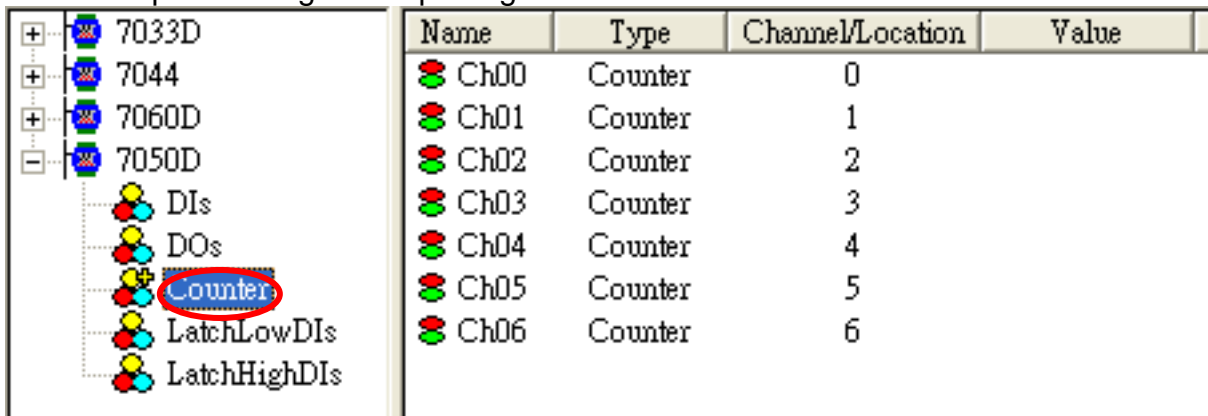 7033D
7044
7060D
7050D
DIs
DOs
Counter
LatchLowDIs
LatchHighDIs
Name Type Channel/Location Value
Ch00 Counter 0
Ch01 Counter 1
Ch02 Counter 2
Ch03 Counter 3
Ch04 Counter 4
Ch05 Counter 5
Ch06 Counter 6